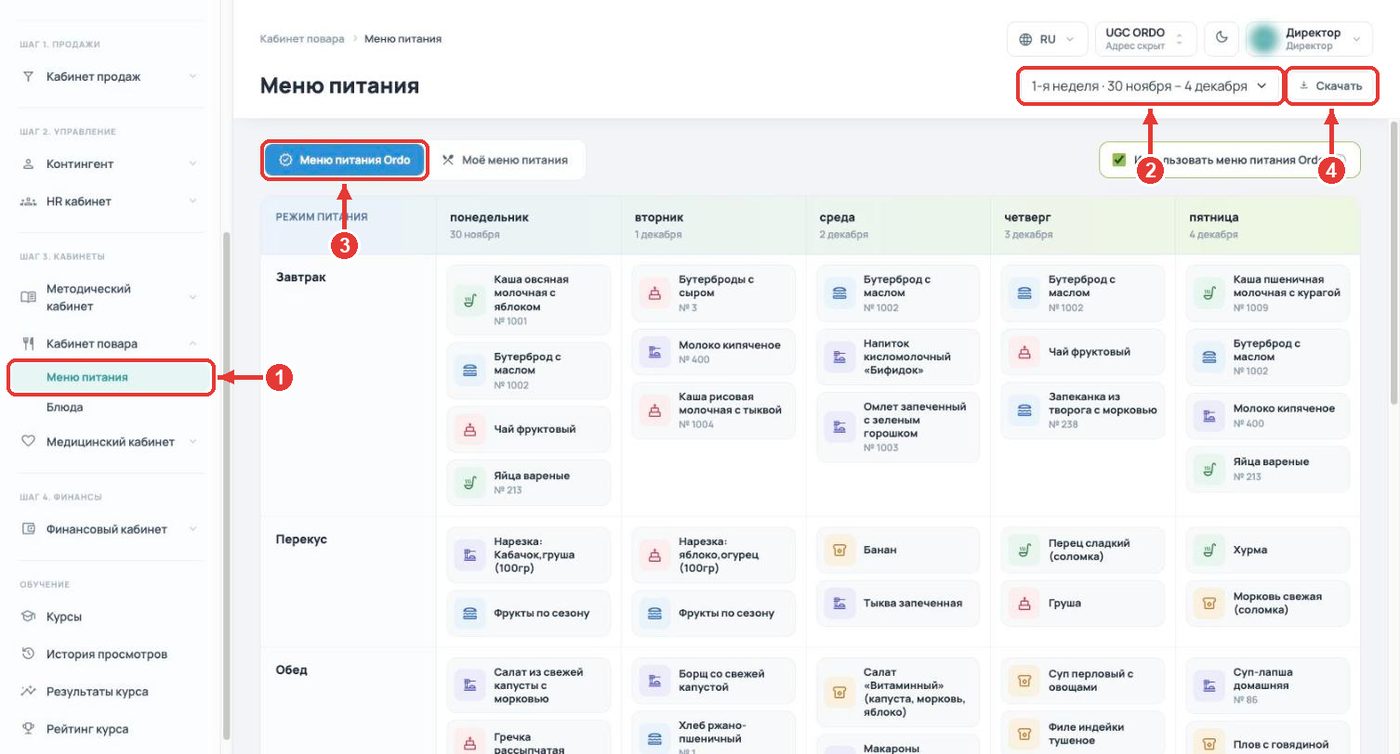 ШАГ 1. ПРОДАЖИ
Кабинет продаж
ШАГ 2. УПРАВЛЕНИЕ
Контингент
HR кабинет
ШАГ 3. КАБИНЕТЫ
Методический
кабинет
Кабинет повара
Меню питания
1
Блюда
Медицинский кабинет
ШАГ 4. ФИНАНСЫ
Финансовый кабинет
ОБУЧЕНИЕ
Курсы
История просмотров
Результаты курса
Рейтинг курса
Кабинет повара > Меню питания
RU
UGC ORDO
Адрес скрыт
Директор
Директор
Меню питания
1-я неделя · 30 ноября – 4 декабря
Скачать
Меню питания Ordo
Моё меню питания
2
4
3
РЕЖИМ ПИТАНИЯ
понедельник
30 ноября
вторник
1 декабря
среда
2 декабря
четверг
3 декабря
пятница
4 декабря
Завтрак
Каша овсяная
молочная с
яблоком
№ 1001
Бутерброд с
маслом
№ 1002
Чай фруктовый
Яйца вареные
№ 213
Бутерброды с
сыром
№ 3
Молоко кипяченое
№ 400
Каша рисовая
молочная с тыквой
№ 1004
Бутерброд с
маслом
№ 1002
Напиток
кисломолочный
«Бифидок»
Омлет запеченный
с зеленым
горошком
№ 1003
Бутерброд с
маслом
№ 1002
Чай фруктовый
Запеканка из
творога с морковью
№ 238
Каша пшеничная
молочная с курагой
№ 1009
Бутерброд с
маслом
№ 1002
Молоко кипяченое
№ 400
Яйца вареные
№ 213
Перекус
Нарезка:
Кабачок,груша
(100гр)
Фрукты по сезону
Нарезка:
яблоко,огурец
(100гр)
Фрукты по сезону
Банан
Тыква запеченная
Перец сладкий
(соломка)
Груша
Хурма
Морковь свежая
(соломка)
Обед
Салат из свежей
капусты с
морковью
Гречка
рассыпчатая
Борщ со свежей
капустой
Хлеб ржано-
пшеничный
№ 1
Салат
«Витаминный»
(капуста, морковь,
яблоко)
Макароны
Суп перловый с
овощами
Филе индейки
тушеное
Суп-лапша
домашняя
№ 86
Плов с говядиной